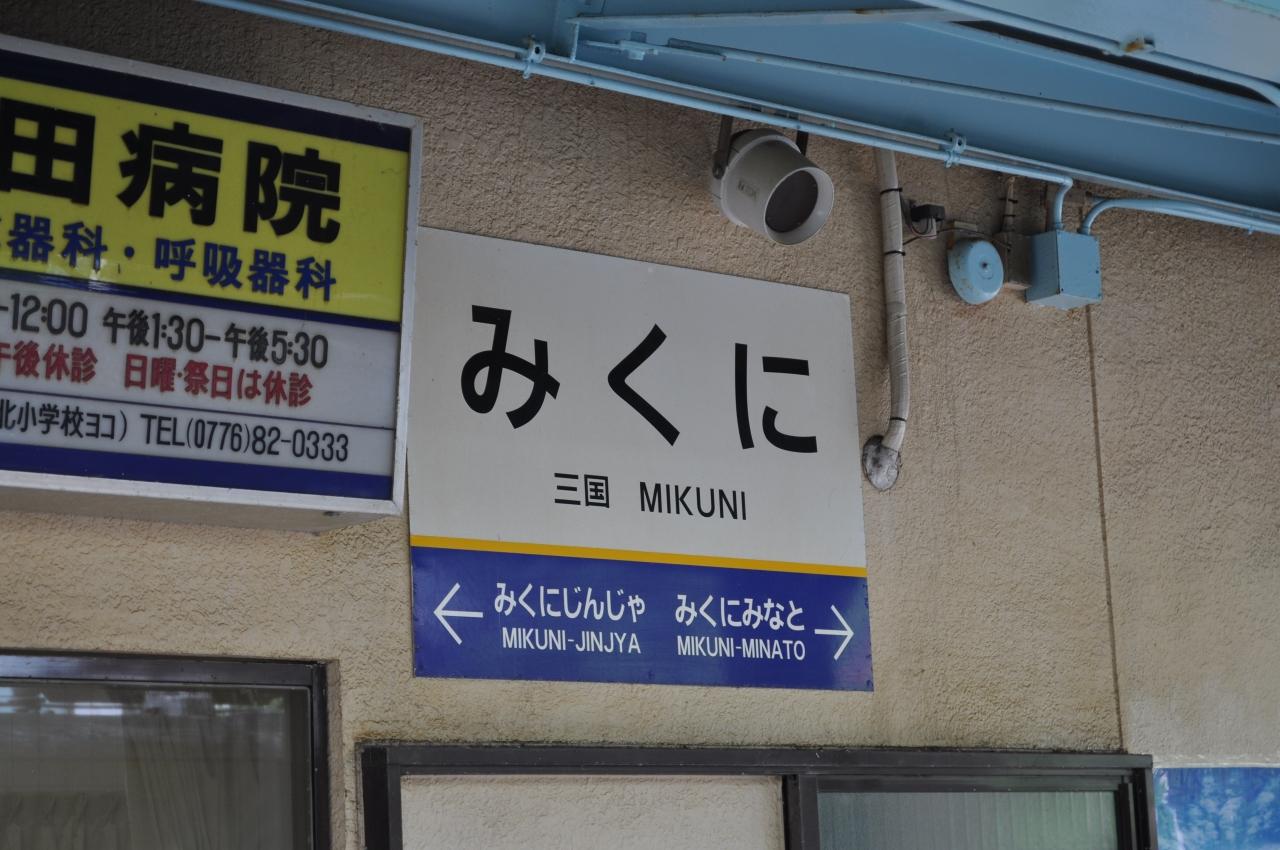 田病院
器科・呼吸器科
-12:00 午後1:30-午後5:30
午後休診 日曜・祭日は休診
北小学校ヨコ) TEL(0776)82-0333
みくに
三国 MIKUNI
← みくにじんじゃ みくにみなと →
MIKUNI-JINJYA MIKUNI-MINATO